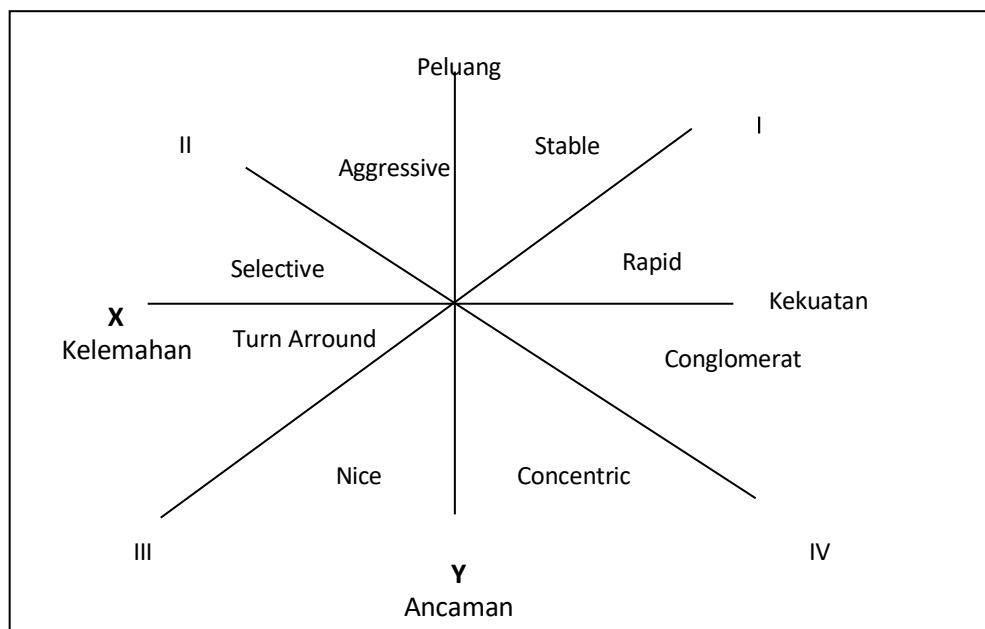 Peluang
I
Stable
II
Aggressive
Rapid
Selective
Kekuatan
X
Kelemahan
Turn Arround
Conglomerat
Nice
Concentric
III
IV
Y
Ancaman